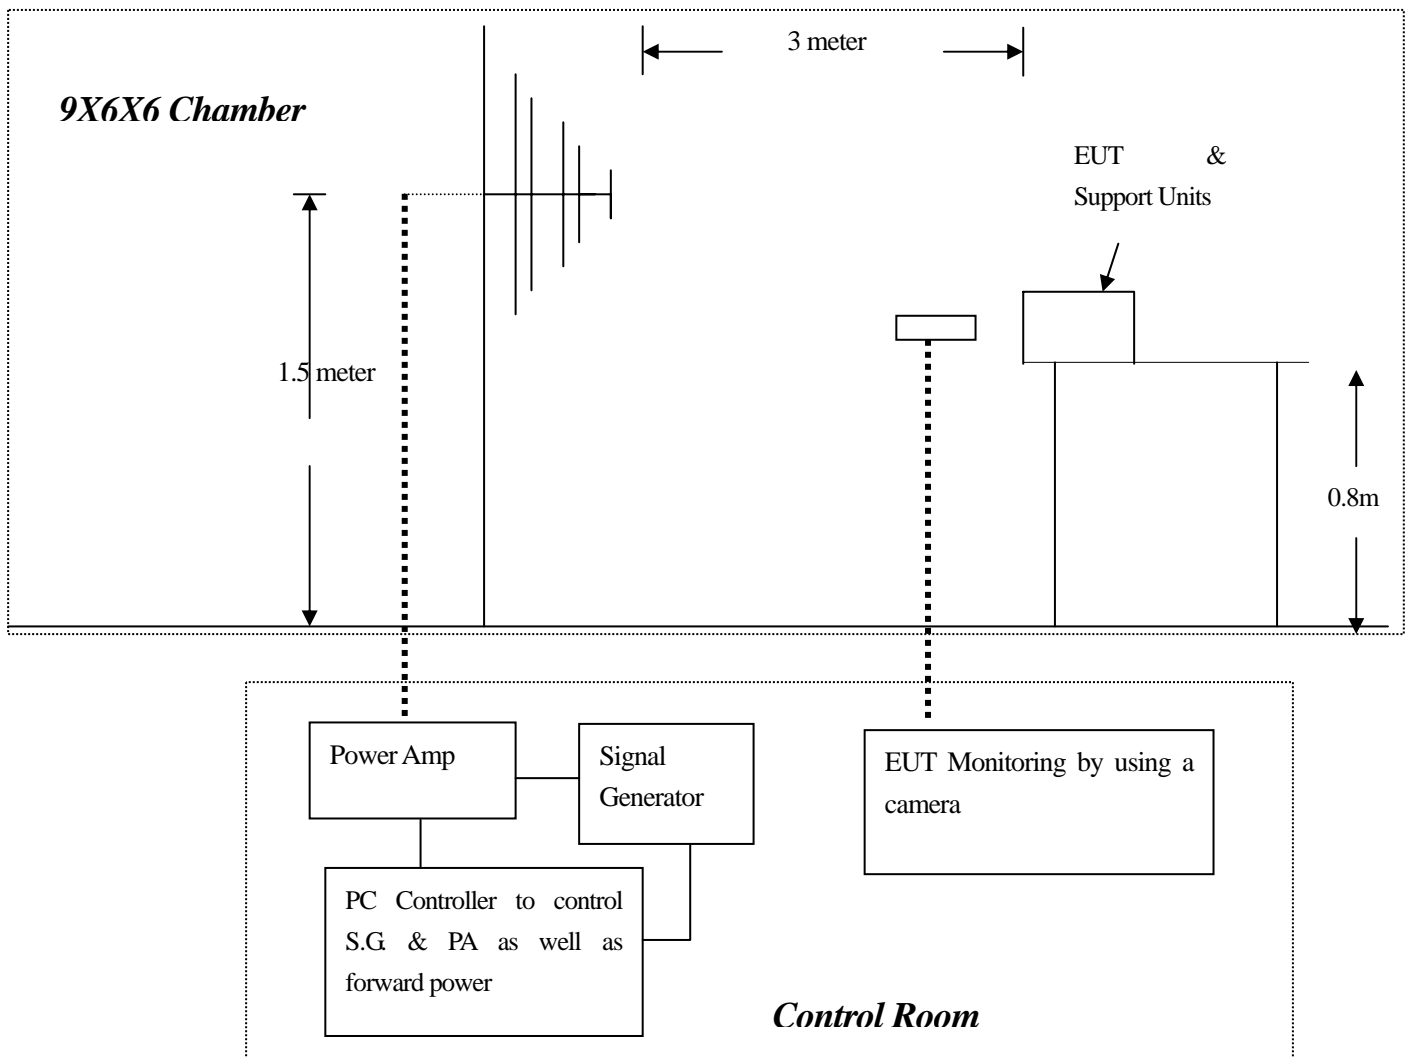 3 meter
9X6X6 Chamber
EUT &
Support Units
1.5 meter
0.8m
Power Amp
Signal
Generator
EUT Monitoring by using a
camera
PC Controller to control
S.G. & PA as well as
forward power
Control Room